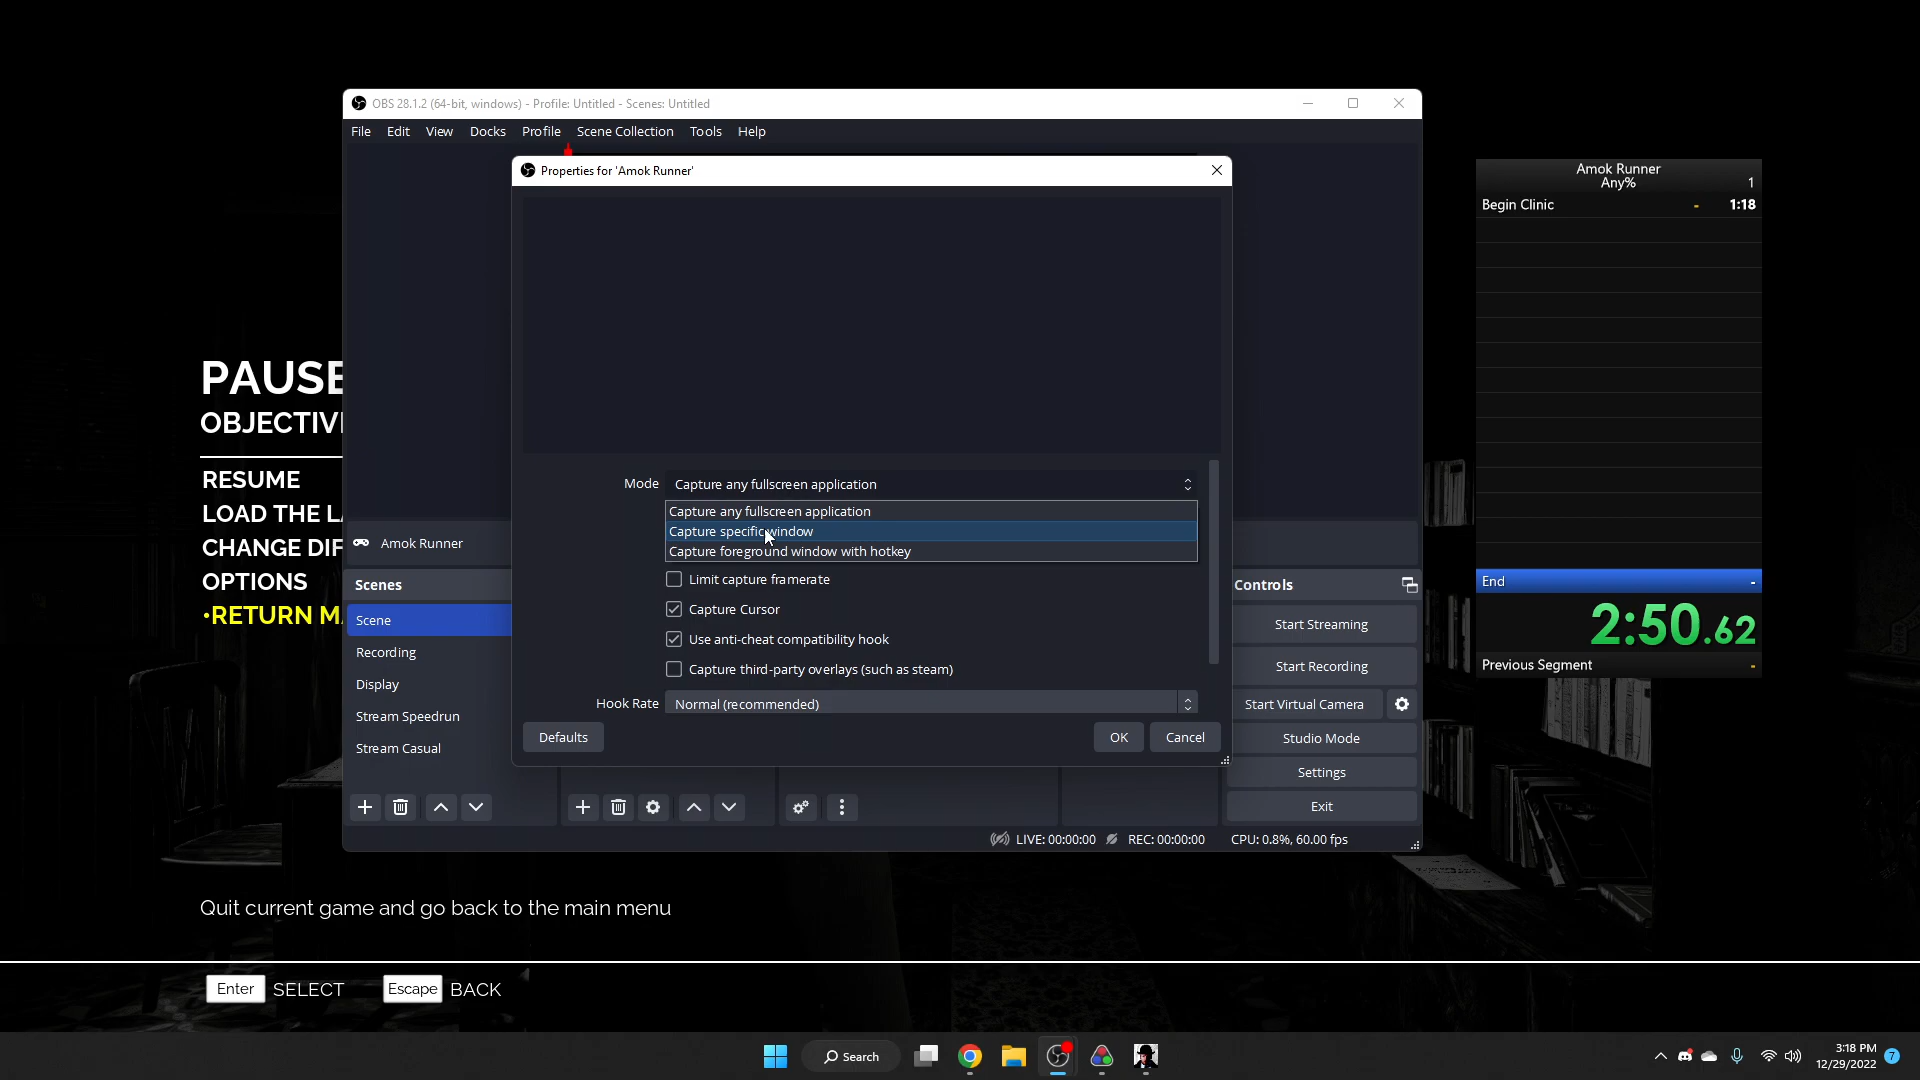 OBS 28.1.2 (64-bit, windows) - Profile: Untitled - Scenes: Untitled
File Edit View Docks Profile Scene Collection Tools Help
Properties for 'Amok Runner'
Mode Capture any fullscreen application
Capture any fullscreen application
Capture specific window
Capture foreground window with hotkey
Limit capture framerate
Capture Cursor
Use anti-cheat compatibility hook
Capture third-party overlays (such as steam)
Hook Rate Normal (recommended)
Defaults OK Cancel
Amok Runner
Scenes
Scene
Recording
Display
Stream Speedrun
Stream Casual
Controls
Start Streaming
Start Recording
Start Virtual Camera
Studio Mode
Settings
Exit
LIVE: 00:00:00 REC: 00:00:00 CPU: 0.8%, 60.00 fps
PAUSE
OBJECTIV
RESUME
LOAD THE L
CHANGE DIF
OPTIONS
•RETURN M
Quit current game and go back to the main menu
Enter SELECT Escape BACK
Amok Runner
Any% 1
Begin Clinic - 1:18
End -
2:50.62
Previous Segment -
Search
3:18 PM
12/29/2022
7